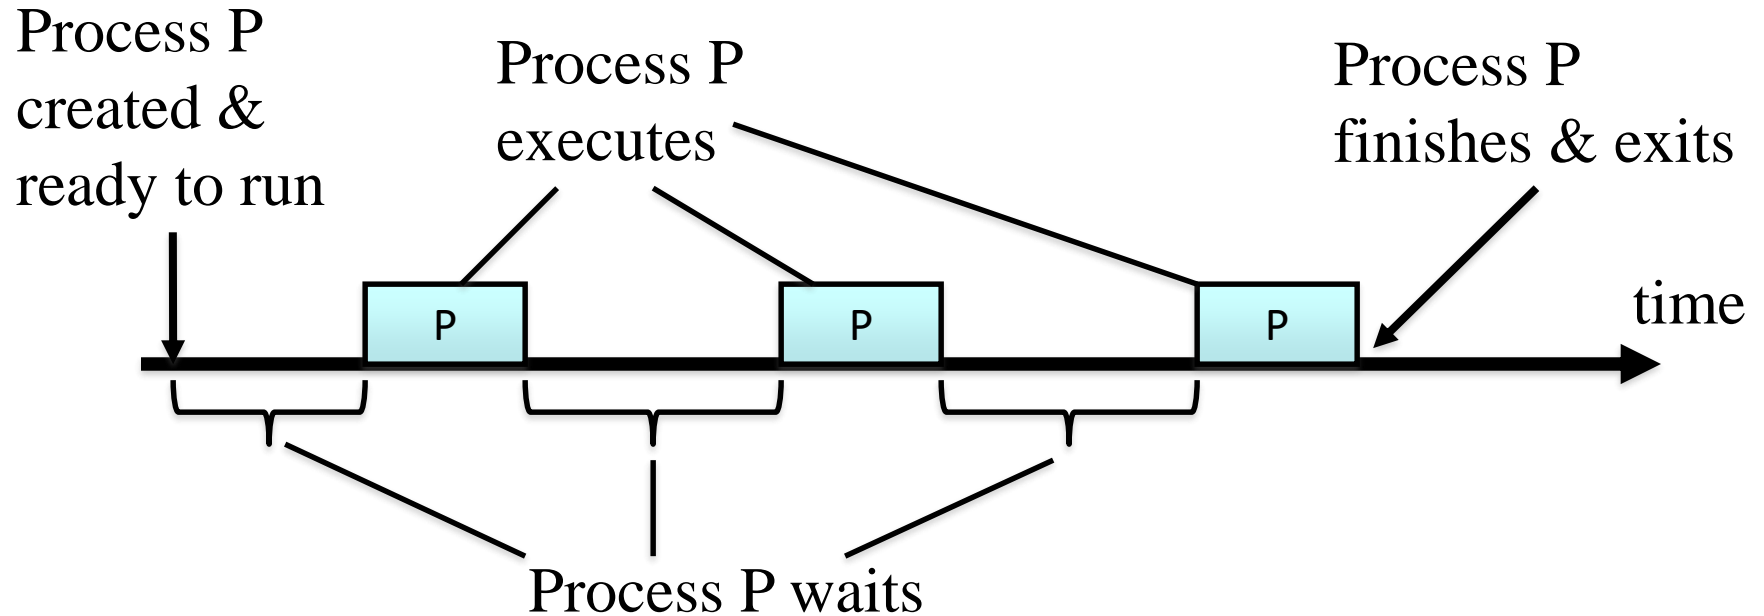 Process P
created &
ready to run
Process P
executes
Process P
finishes & exits
time
P
P
P
Process P waits